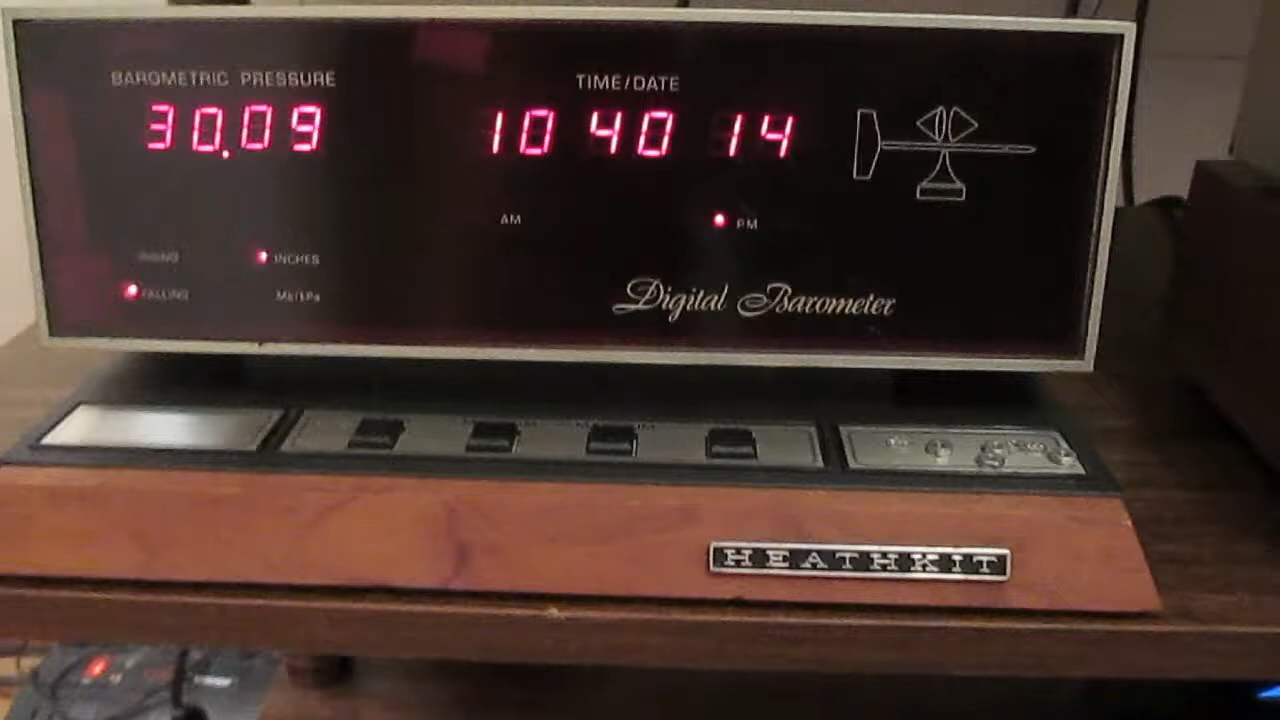 BAROMETRIC PRESSURE
30.09
TIME/DATE
10 40 14
AM
PM
RISING
INCHES
FALLING
Mb/kPa
Digital Barometer
HEATHKIT